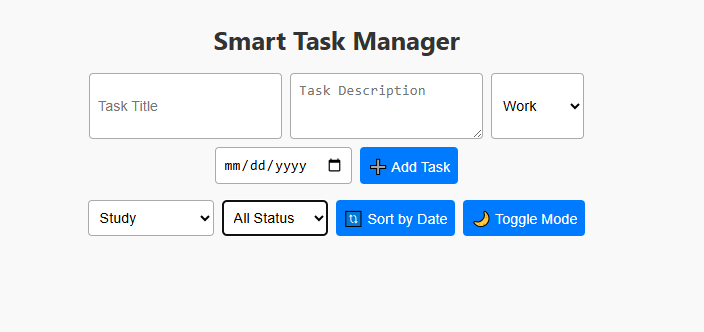 Smart Task Manager
Task Title Task Description Work
mm/dd/yyyy ➕ Add Task
Study All Status 🔃 Sort by Date 🌙 Toggle Mode